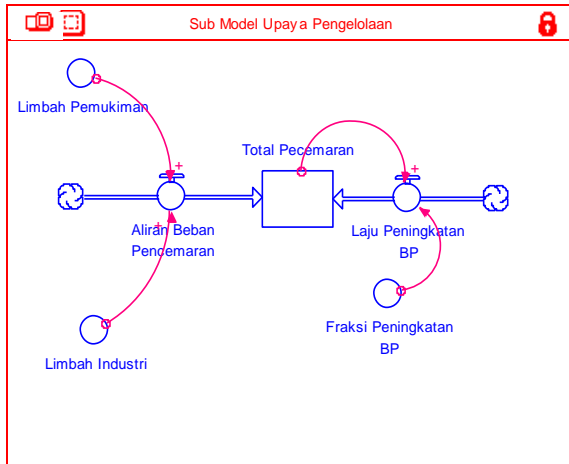 Sub Model Upaya Pengelolaan
Limbah Pemukiman
+
Total Pecemaran
+
Aliran Beban
Pencemaran
+
Laju Peningkatan
BP
Fraksi Peningkatan
BP
Limbah Industri